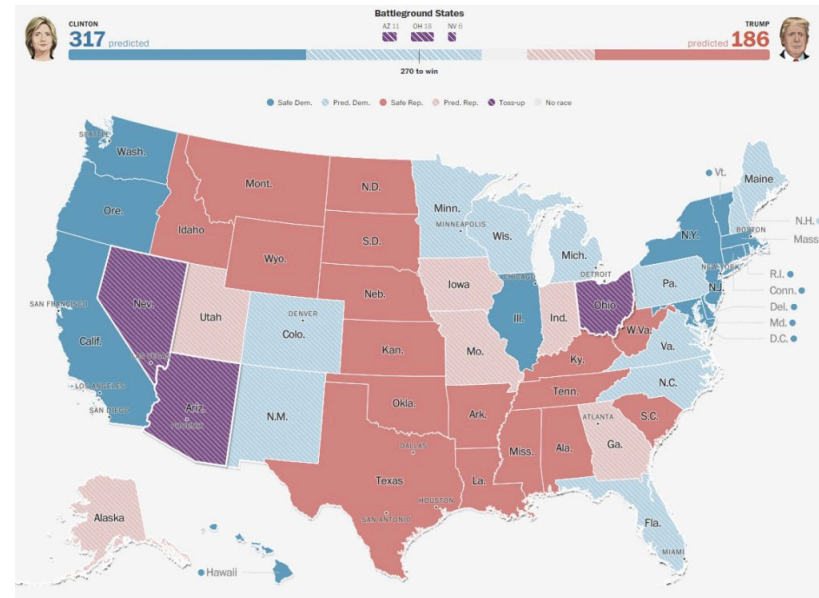 Battleground States
CLINTON
317 predicted
AZ 11 OH 18 NV 6
TRUMP
predicted 186
270 to win
Safe Dem. Pred. Dem. Safe Rep. Pred. Rep. Toss-up No race
SEATTLE
Wash.
Ore.
Calif.
SAN FRANCISCO
LOS ANGELES
SAN DIEGO
Nev.
LAS VEGAS
Idaho
Mont.
Wyo.
Utah
Ariz.
PHOENIX
Colo.
DENVER
N.M.
N.D.
S.D.
Neb.
Kan.
Okla.
Texas
DALLAS
HOUSTON
SAN ANTONIO
Minn.
MINNEAPOLIS
Iowa
Mo.
Ark.
La.
Wis.
Ill.
CHICAGO
Mich.
DETROIT
Ind.
Ohio
Ky.
Tenn.
Miss.
Ala.
Ga.
ATLANTA
Fla.
MIAMI
S.C.
N.C.
Va.
W.Va.
Pa.
N.Y.
NEW YORK
N.J.
Vt.
Maine
N.H.
BOSTON
Mass
R.I.
Conn.
Del.
Md.
D.C.
Alaska
Hawaii